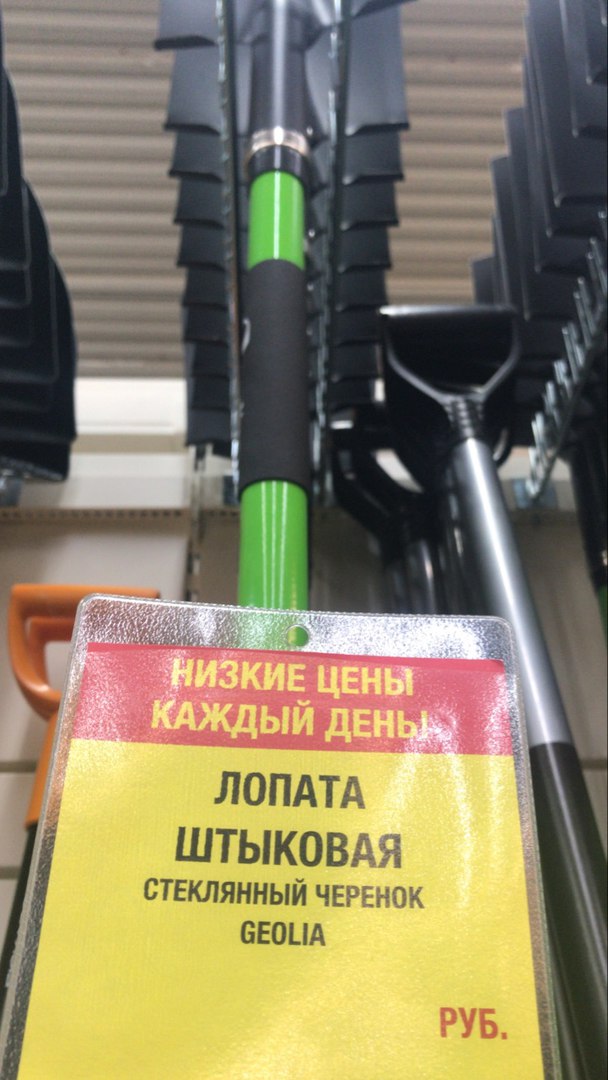 НИЗКИЕ ЦЕНЫ
КАЖДЫЙ ДЕНЬ!
ЛОПАТА
ШТЫКОВАЯ
СТЕКЛЯННЫЙ ЧЕРЕНОК
GEOLIA
РУБ.